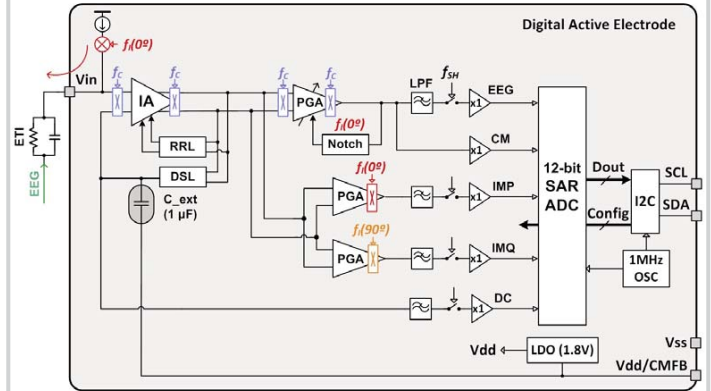 Digital Active Electrode
fI(0º)
Vin
fC
fC
fC
fC
LPF
fSH
IA
PGA
x1
EEG
fI(0º)
Notch
x1
CM
ETI
RRL
DSL
fI(0º)
12-bit
SAR
ADC
Dout
SCL
C_ext
(1 µF)
PGA
x1
IMP
I2C
SDA
Config
EEG
fI(90º)
PGA
x1
IMQ
1MHz
OSC
x1
DC
Vss
Vdd
LDO (1.8V)
Vdd/CMFB